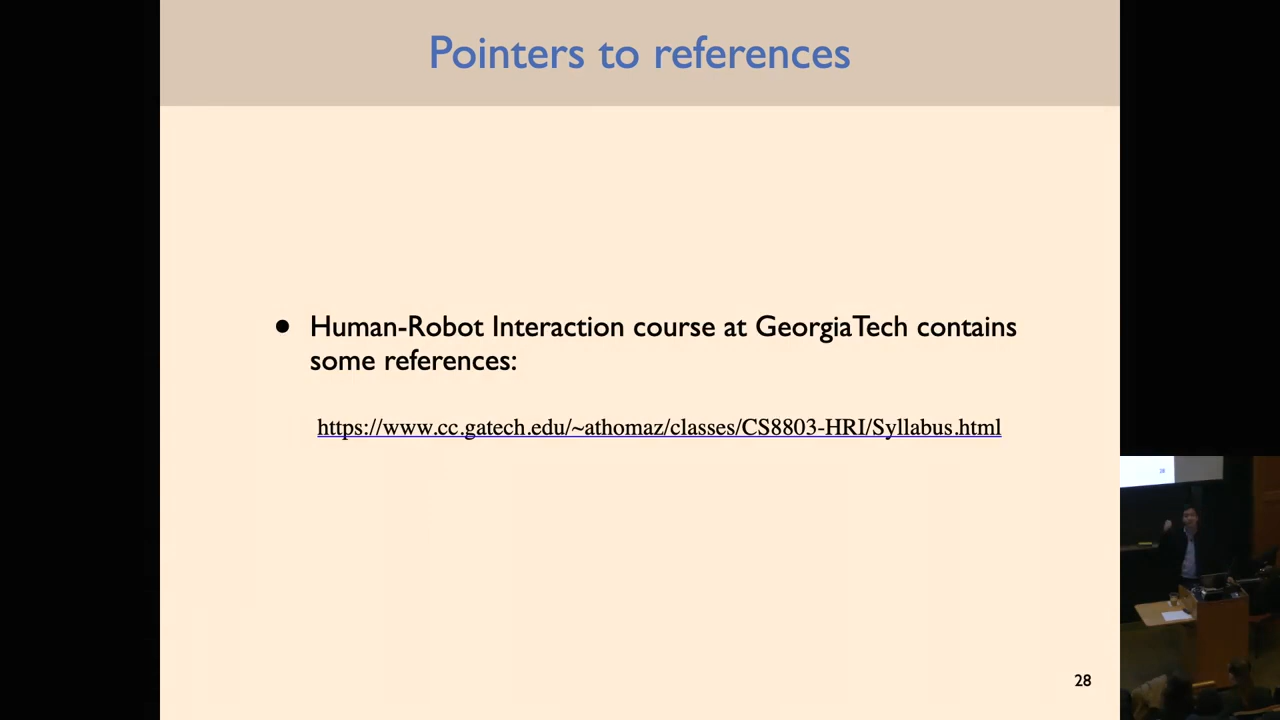 Pointers to references
• Human-Robot Interaction course at GeorgiaTech contains
some references:
https://www.cc.gatech.edu/~athomaz/classes/CS8803-HRI/Syllabus.html
28